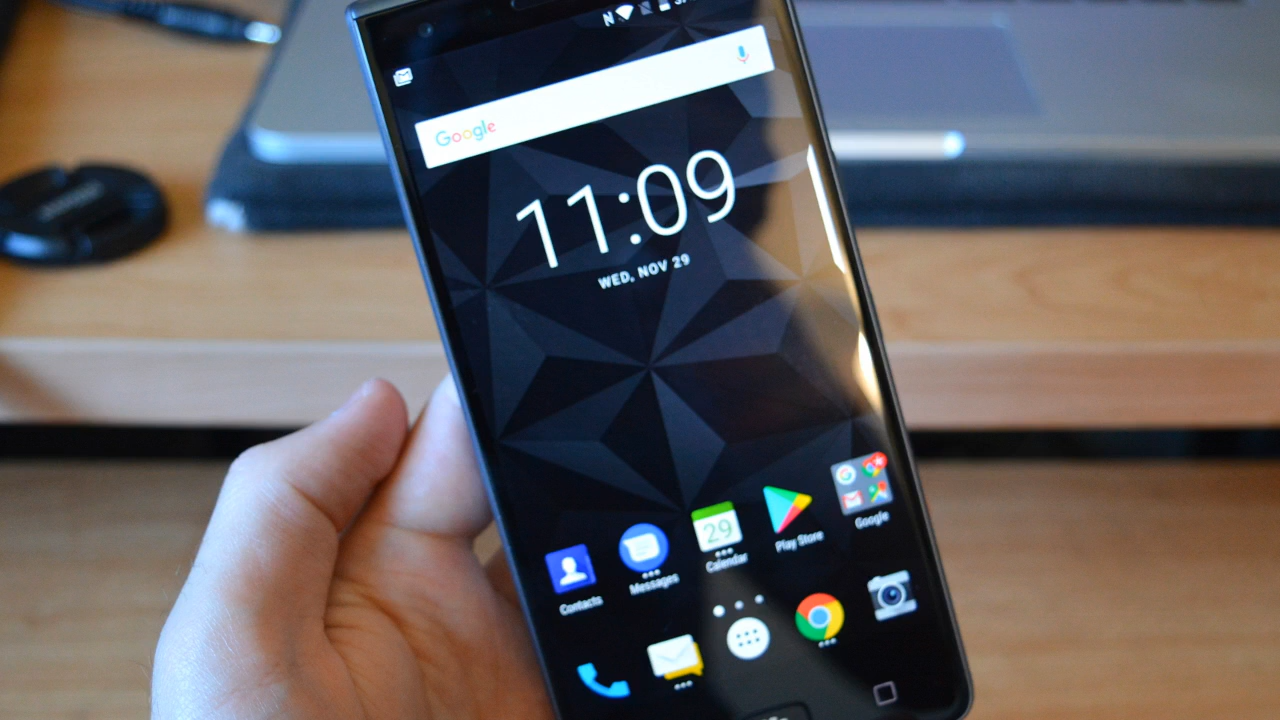 N
Google
11:09
WED, NOV 29
29
Contacts
Messages
Calendar
Play Store
Google